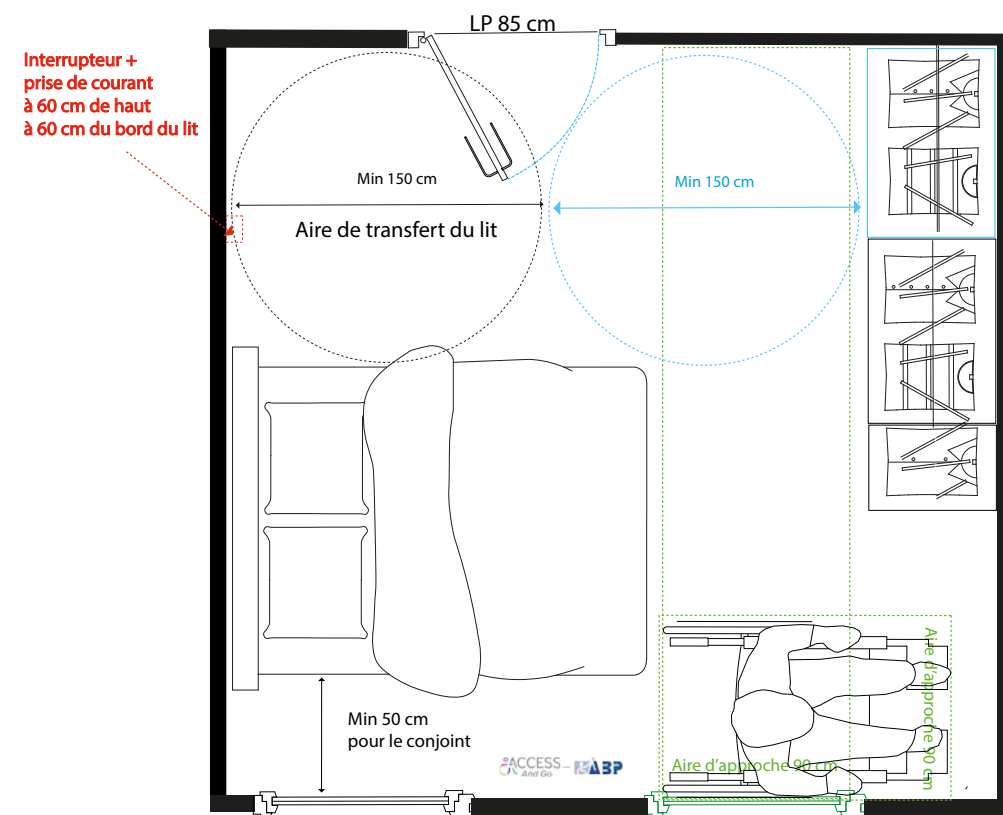 LP 85 cm
Interrupteur +
prise de courant
à 60 cm de haut
à 60 cm du bord du lit
Min 150 cm
Aire de transfert du lit
Min 150 cm
Min 50 cm
pour le conjoint
ACCESS
And Go
ABP
Aire d'approche 90 cm
Aire d'approche 90 cm